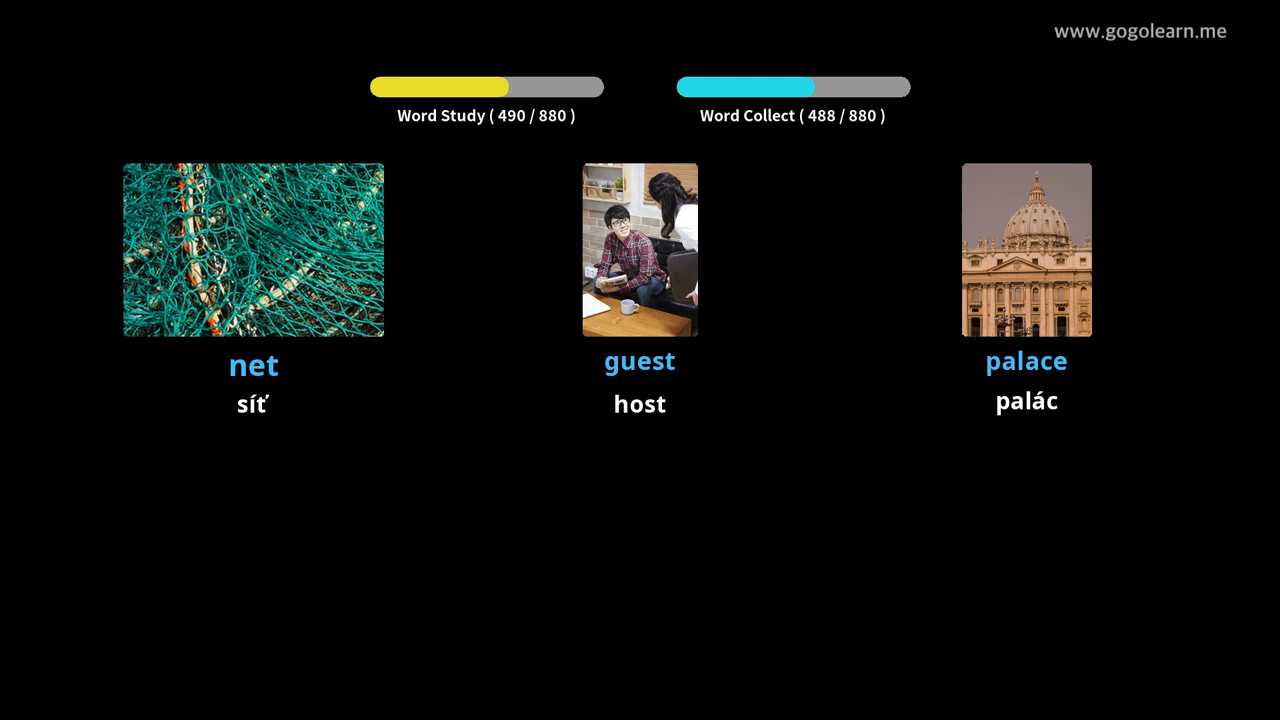 www.gogolearn.me
Word Study ( 490 / 880 )
Word Collect ( 488 / 880 )
net
síť
guest
host
palace
palác